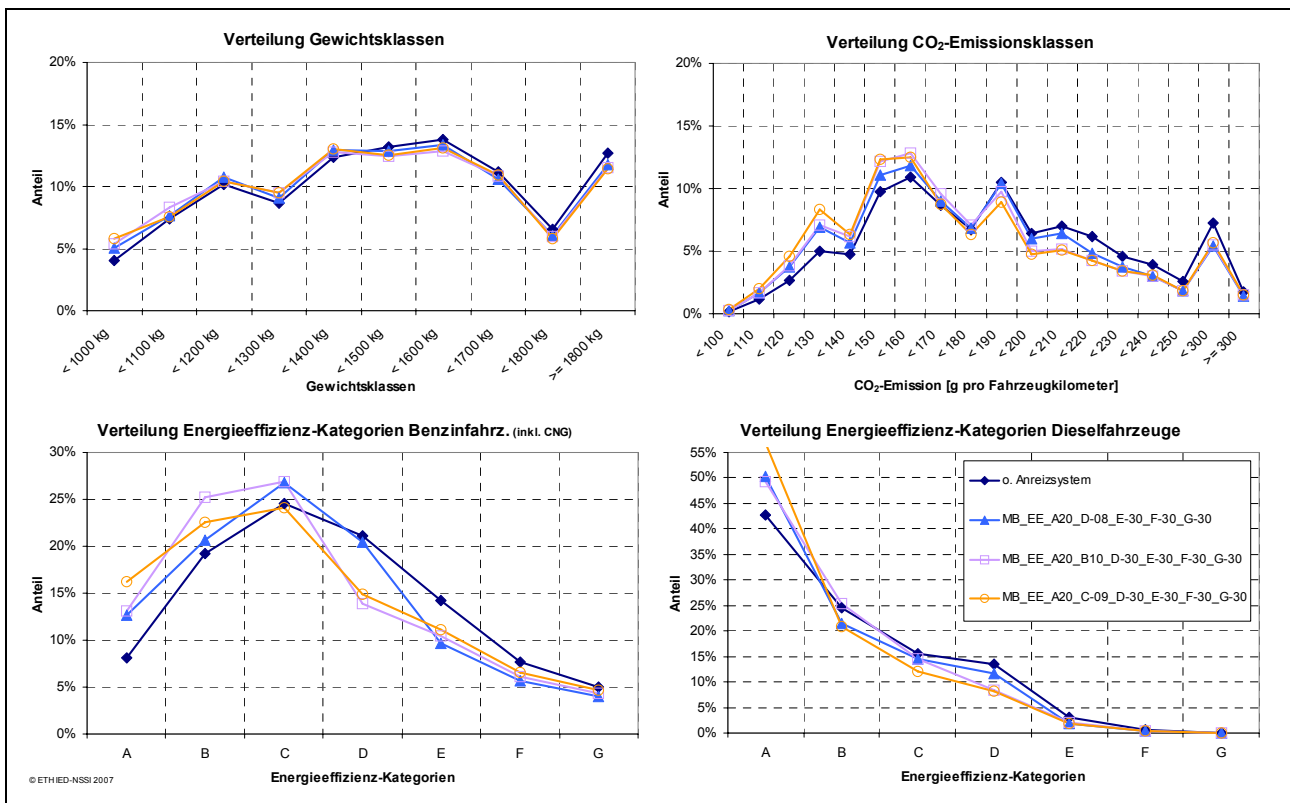 Verteilung Gewichtsklassen
20%
15%
10%
5%
0%
Anteil
< 1000 kg
< 1100 kg
< 1200 kg
< 1300 kg
< 1400 kg
< 1500 kg
< 1600 kg
< 1700 kg
< 1800 kg
>= 1800 kg
Gewichtsklassen
Verteilung CO₂-Emissionsklassen
20%
15%
10%
5%
0%
Anteil
< 100
< 110
< 120
< 130
< 140
< 150
< 160
< 170
< 180
< 190
< 200
< 210
< 220
< 230
< 240
< 250
< 300
>= 300
CO₂-Emission [g pro Fahrzeugkilometer]
Verteilung Energieeffizienz-Kategorien Benzinfahrz. (inkl. CNG)
30%
25%
20%
15%
10%
5%
0%
Anteil
A B C D E F G
Energieeffizienz-Kategorien
© ETH IED-NSSI 2007
Verteilung Energieeffizienz-Kategorien Dieselfahrzeuge
55%
50%
45%
40%
35%
30%
25%
20%
15%
10%
5%
0%
Anteil
o. Anreizsystem
MB_EE_A20_D-08_E-30_F-30_G-30
MB_EE_A20_B10_D-30_E-30_F-30_G-30
MB_EE_A20_C-09_D-30_E-30_F-30_G-30
A B C D E F G
Energieeffizienz-Kategorien